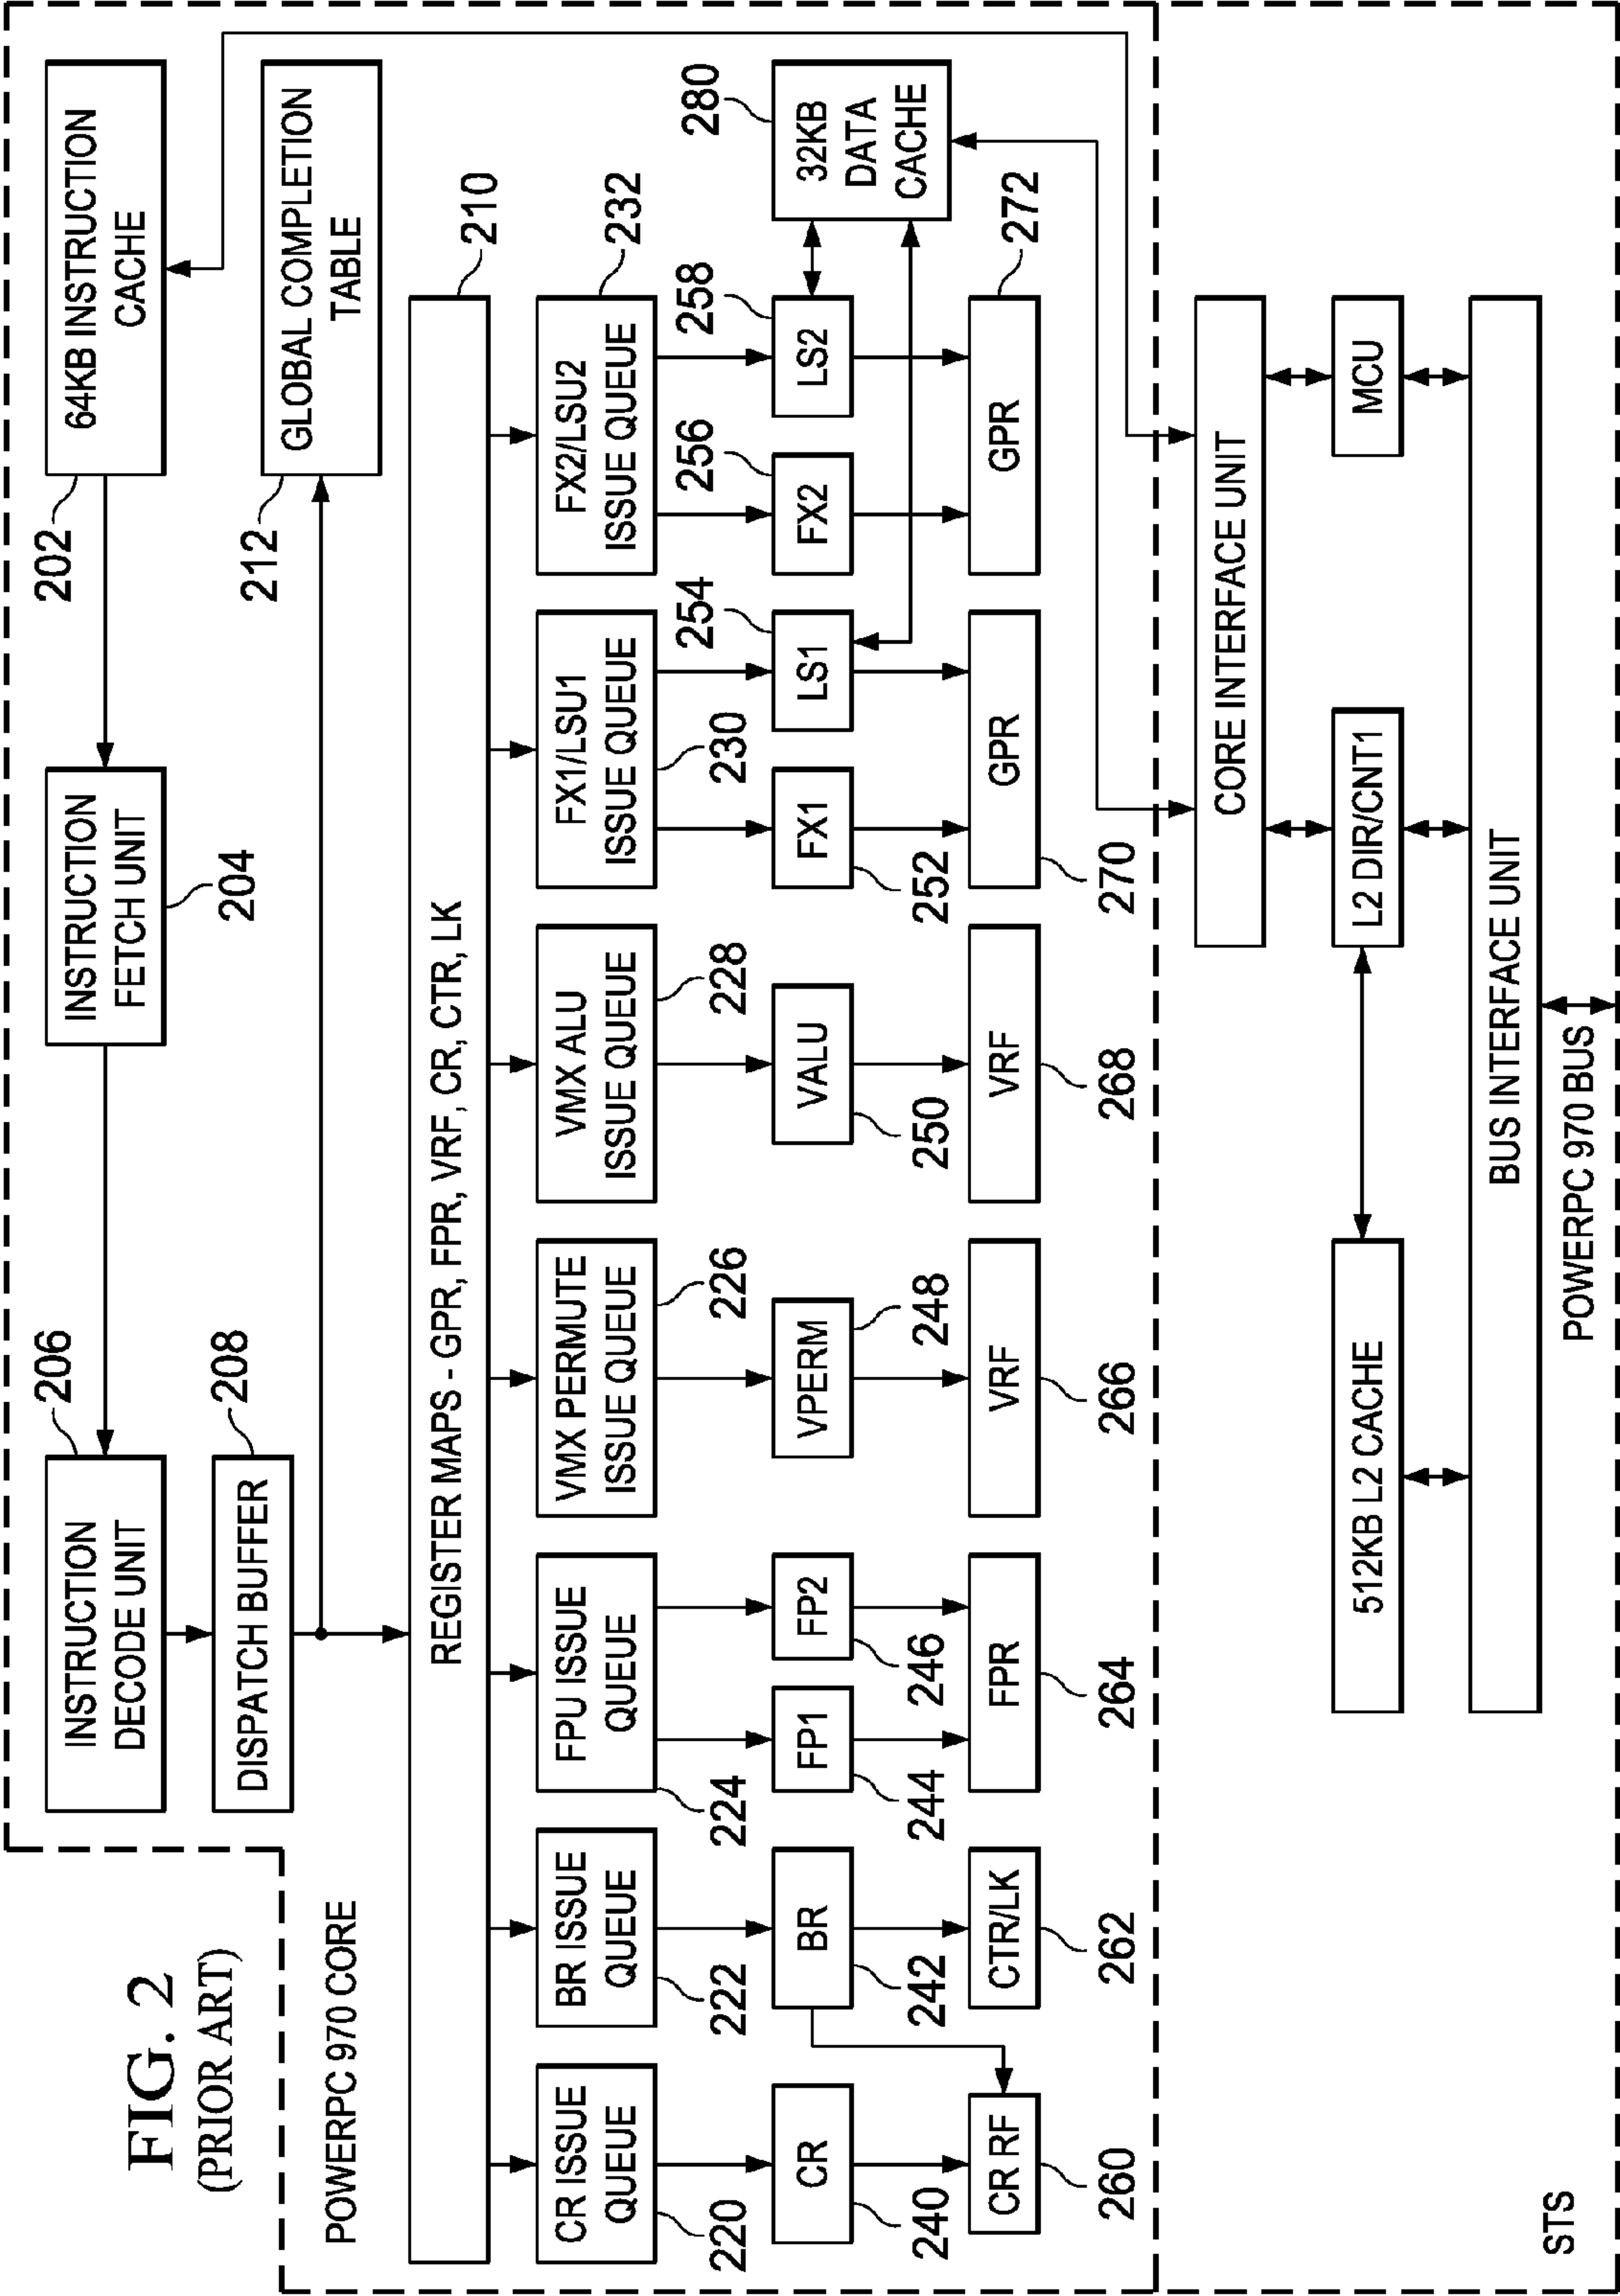 FIG. 2
(PRIOR ART)
206
INSTRUCTION
DECODE UNIT
INSTRUCTION
FETCH UNIT
204
202
64KB INSTRUCTION
CACHE
208
DISPATCH BUFFER
212
GLOBAL COMPLETION
TABLE
POWERPC 970 CORE
REGISTER MAPS - GPR, FPR, VRF, CR, CTR, LK
210
CR ISSUE
QUEUE
220
BR ISSUE
QUEUE
222
FPU ISSUE
QUEUE
224
VMX PERMUTE
ISSUE QUEUE
226
VMX ALU
ISSUE QUEUE
228
FX1/LSU1
ISSUE QUEUE
230
FX2/LSU2
ISSUE QUEUE
232
CR
240
BR
242
FP1
244
FP2
246
VPERM
248
VALU
250
FX1
252
LS1
254
FX2
256
LS2
258
32KB
DATA
CACHE
280
CR RF
260
CTR/LK
262
FPR
264
VRF
266
VRF
268
GPR
270
GPR
272
CORE INTERFACE UNIT
512KB L2 CACHE
L2 DIR/CNT1
MCU
BUS INTERFACE UNIT
STS
POWERPC 970 BUS